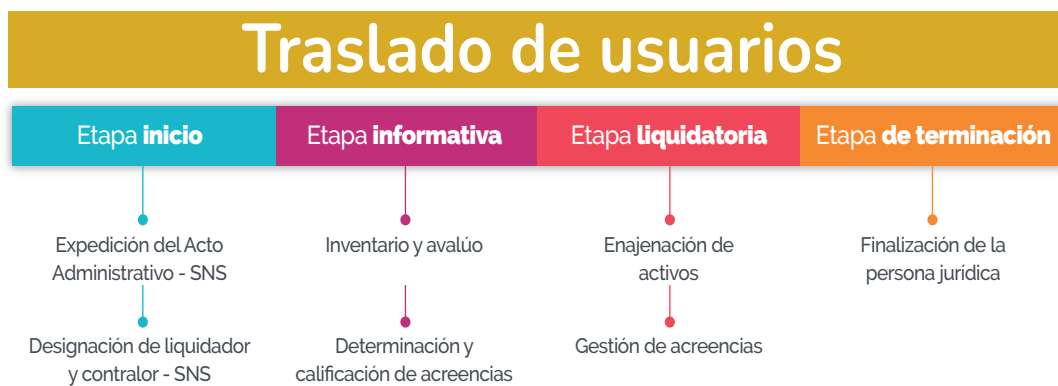 Traslado de usuarios
Etapa inicio
Expedición del Acto
Administrativo - SNS
Designación de liquidador
y contralor - SNS
Etapa informativa
Inventario y avalúo
Determinación y
calificación de acreencias
Etapa liquidatoria
Enajenación de
activos
Gestión de acreencias
Etapa de terminación
Finalización de la
persona jurídica